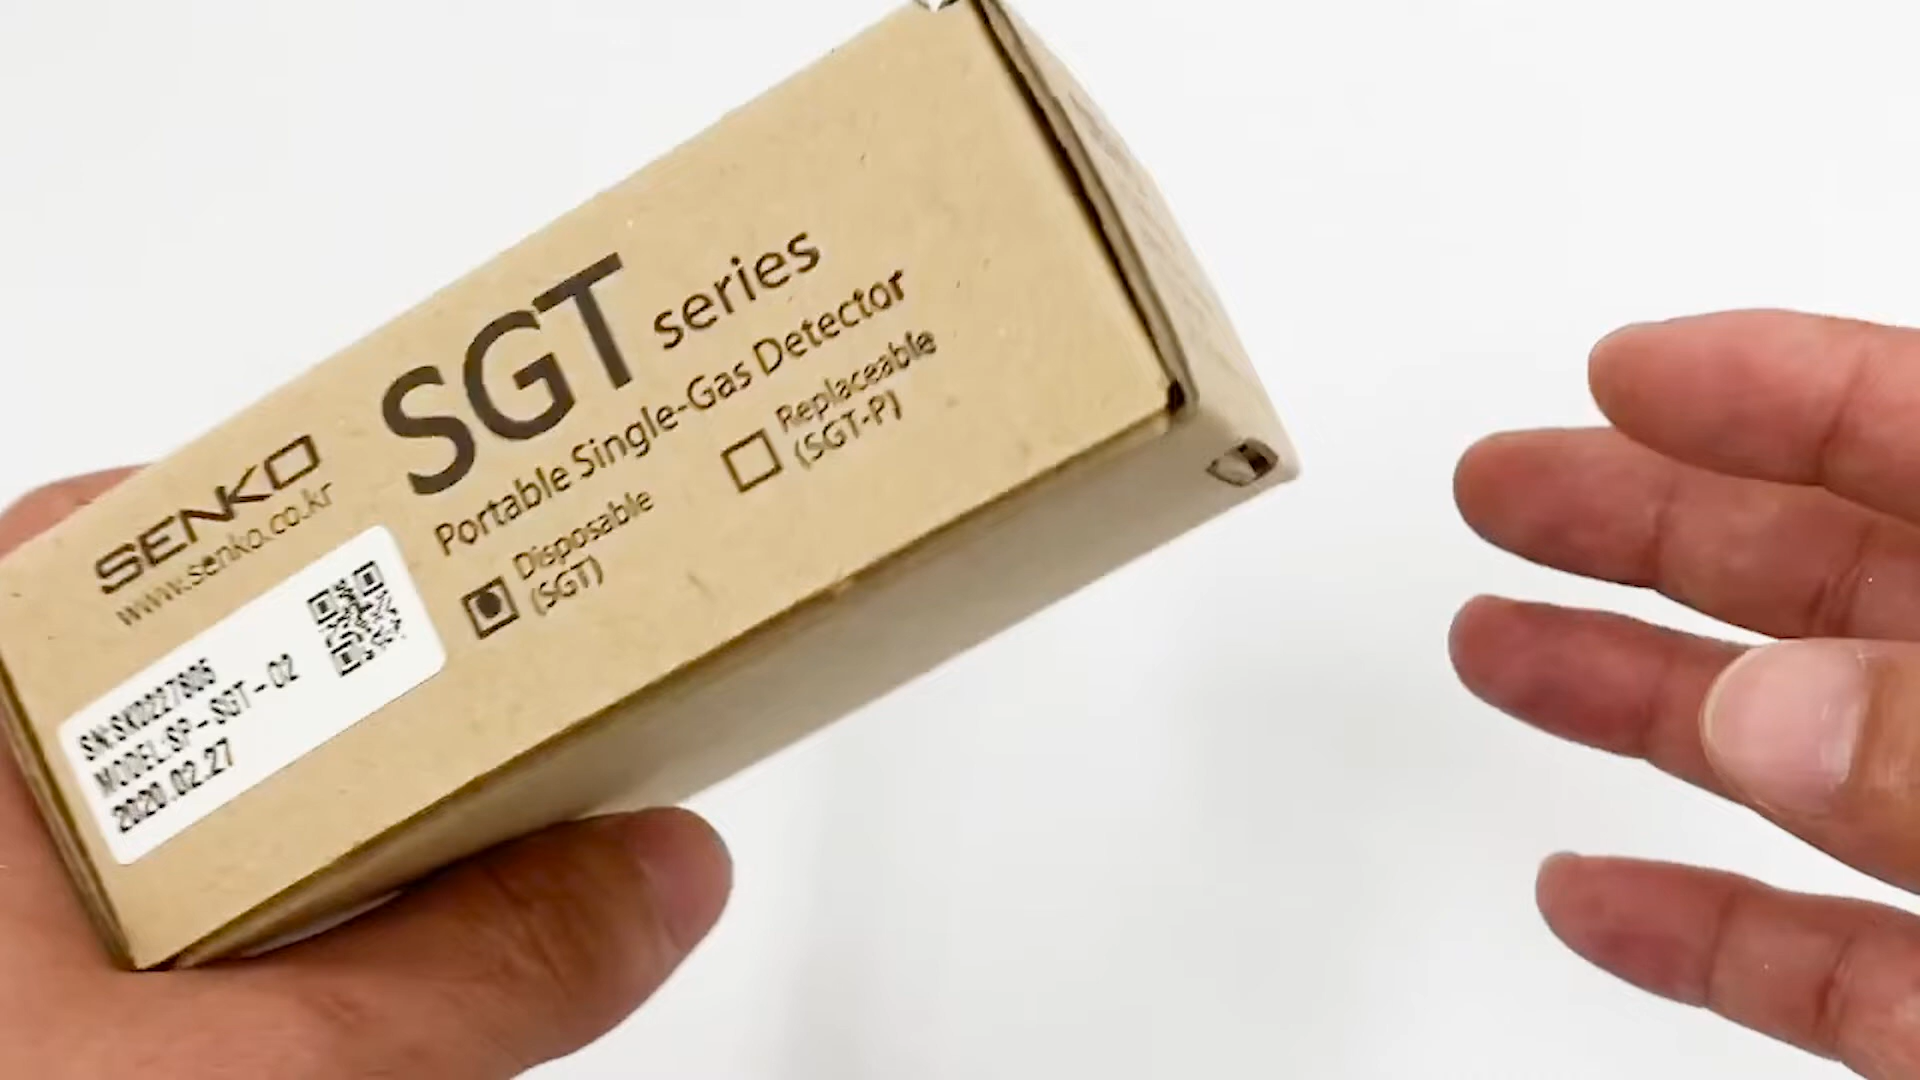 SENKO
www.senko.co.kr
SGT series
Portable Single-Gas Detector
Disposable
(SGT)
Replaceable
(SGT-P)
SN:SK0227806
MODEL:SP-SGT-02
2020.02.27